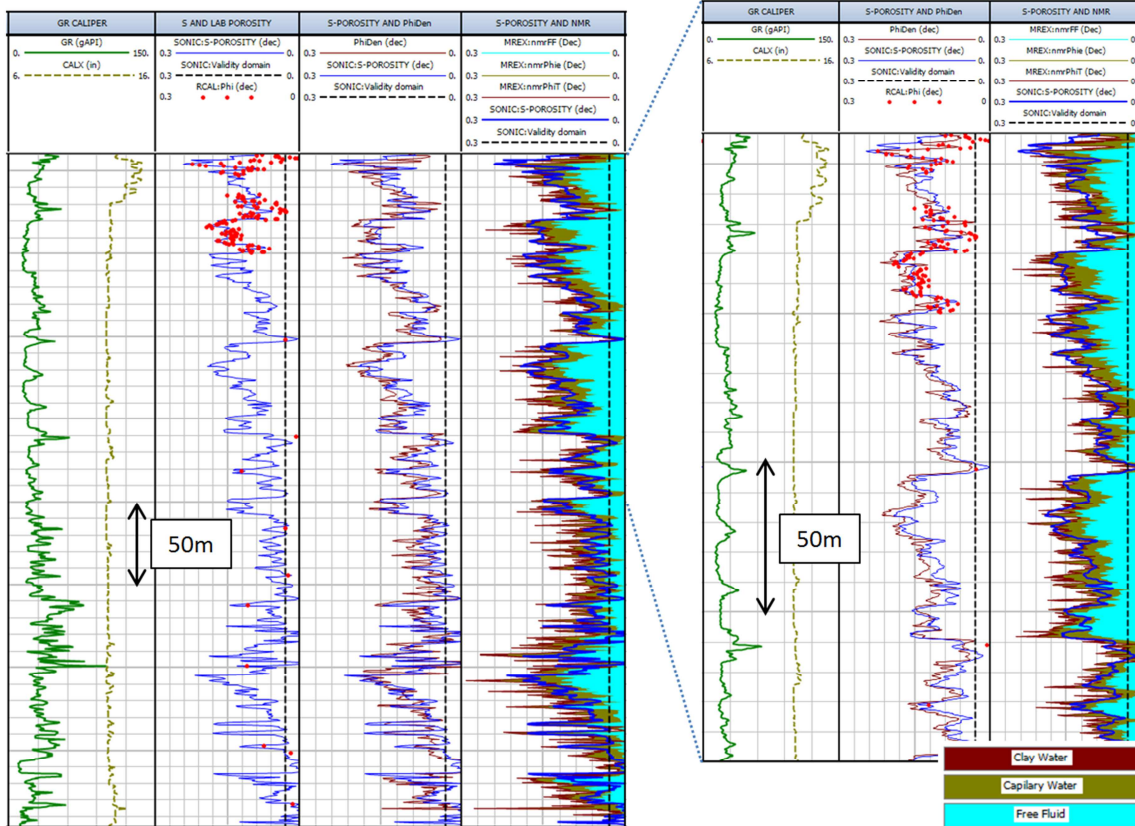 GR CALIPER
GR (gAPI)
0. 150.
CALX (in)
6. 16.
S AND LAB POROSITY
SONIC:S-POROSITY (dec)
0.3 0.
SONIC:Validity domain
0.3 0.
RCAL:Phi (dec)
0.3 0
S-POROSITY AND PhiDen
PhiDen (dec)
0.3 0.
SONIC:S-POROSITY (dec)
0.3 0.
SONIC:Validity domain
0.3 0.
S-POROSITY AND NMR
MREX:nmrFF (Dec)
0.3 0.
MREX:nmrPhie (Dec)
0.3 0.
MREX:nmrPhiT (Dec)
0.3 0.
SONIC:S-POROSITY (dec)
0.3 0.
SONIC:Validity domain
0.3 0.
50m
GR CALIPER
GR (gAPI)
0. 150.
CALX (in)
6. 16.
S-POROSITY AND PhiDen
PhiDen (dec)
0.3 0.
SONIC:S-POROSITY (dec)
0.3 0.
SONIC:Validity domain
0.3 0.
RCAL:Phi (dec)
0.3 0
S-POROSITY AND NMR
MREX:nmrFF (Dec)
0.3 0
MREX:nmrPhie (Dec)
0.3 0
MREX:nmrPhiT (Dec)
0.3 0
SONIC:S-POROSITY (dec)
0.3 0
SONIC:Validity domain
0.3 0
50m
Clay Water
Capilary Water
Free Fluid